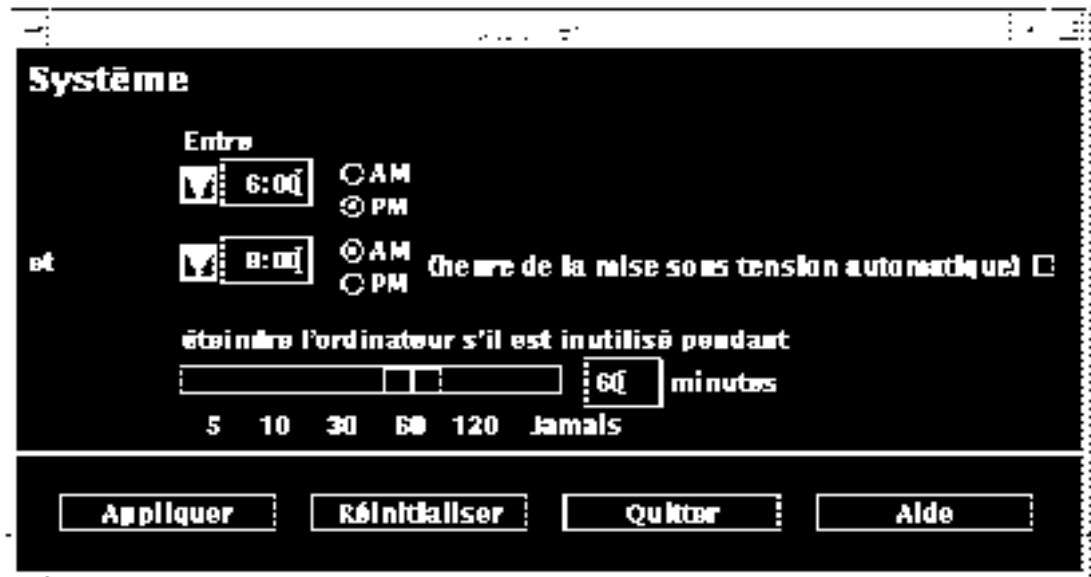 Système
Entre
6:00
AM
PM
et
8:00
AM
PM
(heure de la mise sous tension automatique)
éteindre l'ordinateur s'il est inutilisé pendant
60 minutes
5 10 30 60 120 Jamais
Appliquer Réinitialiser Quitter Aide